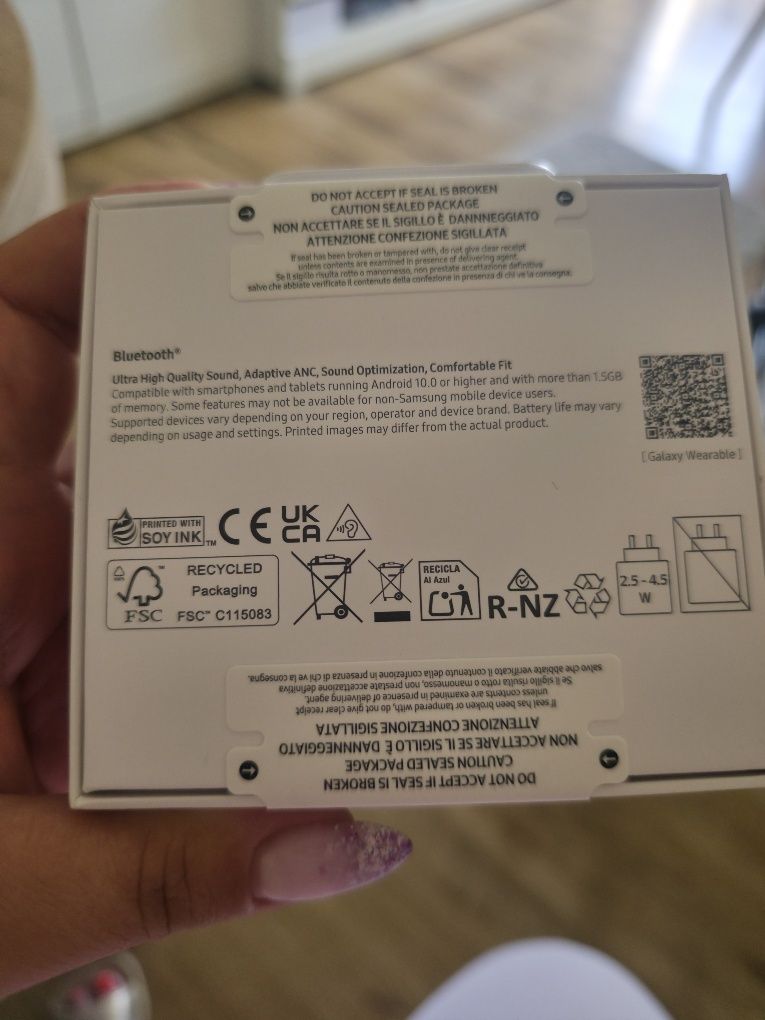 DO NOT ACCEPT IF SEAL IS BROKEN
CAUTION SEALED PACKAGE
NON ACCETTARE SE IL SIGILLO È DANNNEGGIATO
ATTENZIONE CONFEZIONE SIGILLATA
If seal has been broken or tampered with, do not give clear receipt
unless contents are examined in presence of delivering agent.
Se il sigillo risulta rotto o manomesso, non prestate accettazione definitiva
salvo che abbiate verificato il contenuto della confezione in presenza di chi ve la consegna.
Bluetooth®
Ultra High Quality Sound, Adaptive ANC, Sound Optimization, Comfortable Fit
Compatible with smartphones and tablets running Android 10.0 or higher and with more than 1.5GB
of memory. Some features may not be available for non-Samsung mobile device users.
Supported devices vary depending on your region, operator and device brand. Battery life may vary
depending on usage and settings. Printed images may differ from the actual product.
[ Galaxy Wearable ]
PRINTED WITH
SOY INK™
CE
UK
CA
FSC
RECYCLED
Packaging
FSC™ C115083
RECICLA
Al Azul
R-NZ
2.5 - 4.5
W
DO NOT ACCEPT IF SEAL IS BROKEN
CAUTION SEALED PACKAGE
NON ACCETTARE SE IL SIGILLO È DANNNEGGIATO
ATTENZIONE CONFEZIONE SIGILLATA
If seal has been broken or tampered with, do not give clear receipt
unless contents are examined in presence of delivering agent.
Se il sigillo risulta rotto o manomesso, non prestate accettazione definitiva
salvo che abbiate verificato il contenuto della confezione in presenza di chi ve la consegna.